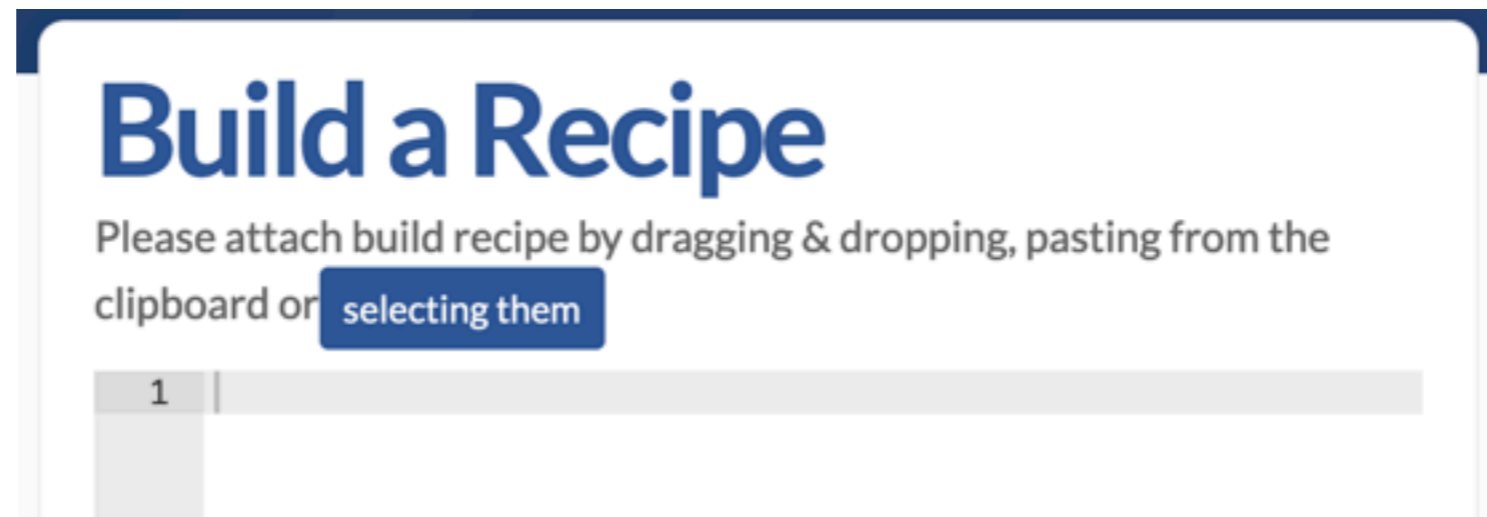 Build a Recipe
Please attach build recipe by dragging & dropping, pasting from the
clipboard or selecting them
1